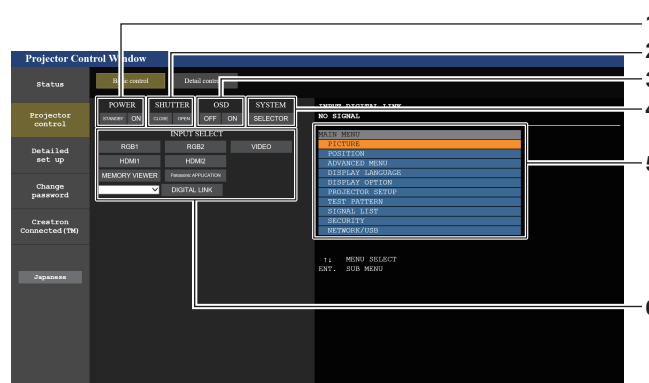 1
2
3
4
5
6
Projector Control Window
Status
Projector control
Detailed set up
Change password
Crestron Connected(TM)
Japanese
Basic control
Detail control
POWER
STANDBY ON
SHUTTER
CLOSE OPEN
OSD
OFF ON
SYSTEM
SELECTOR
INPUT SELECT
RGB1 RGB2 VIDEO
HDMI1 HDMI2
MEMORY VIEWER Panasonic APPLICATION
DIGITAL LINK
INPUT DIGITAL LINK
NO SIGNAL
MAIN MENU
PICTURE
POSITION
ADVANCED MENU
DISPLAY LANGUAGE
DISPLAY OPTION
PROJECTOR SETUP
TEST PATTERN
SIGNAL LIST
SECURITY
NETWORK/USB
↑↓ MENU SELECT
ENT. SUB MENU